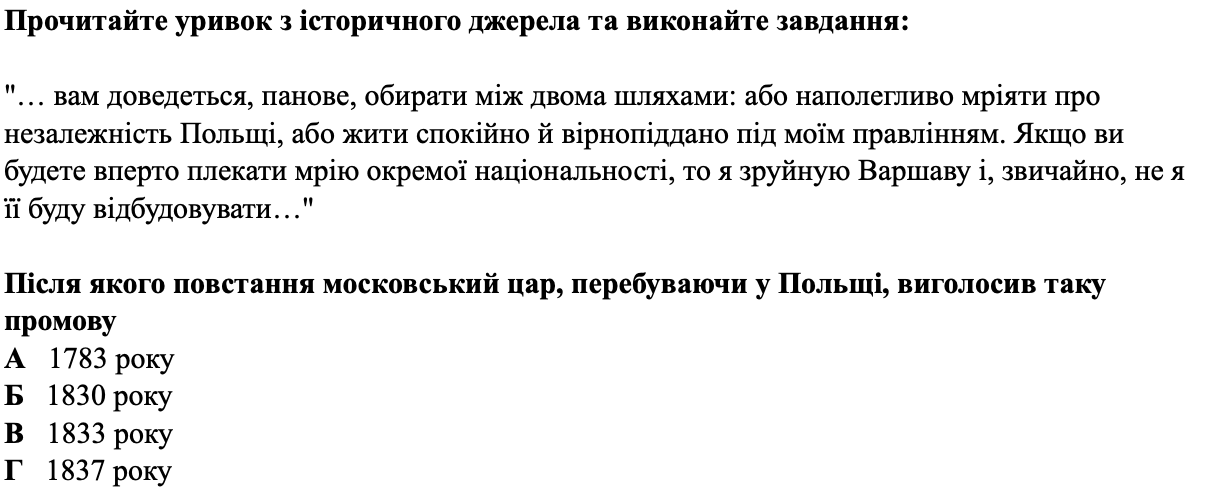 Прочитайте уривок з історичного джерела та виконайте завдання:
"… вам доведеться, панове, обирати між двома шляхами: або наполегливо мріяти про
незалежність Польщі, або жити спокійно й вірнопіддано під моїм правлінням. Якщо ви
будете вперто плекати мрію окремої національності, то я зруйную Варшаву і, звичайно, не я
її буду відбудовувати…"
Після якого повстання московський цар, перебуваючи у Польщі, виголосив таку
промову
А 1783 року
Б 1830 року
В 1833 року
Г 1837 року